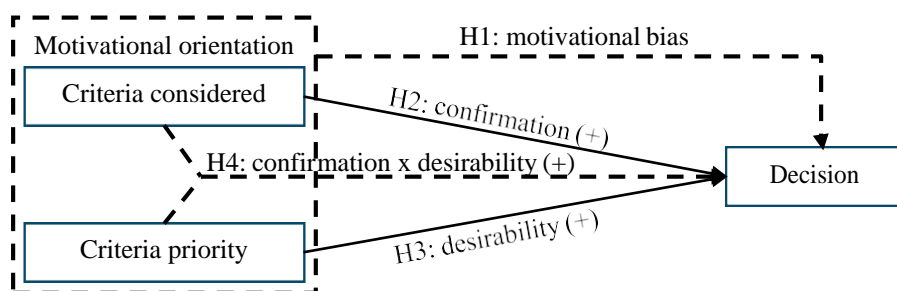 Motivational orientation
H1: motivational bias
Criteria considered
H2: confirmation (+)
H4: confirmation x desirability (+)
Decision
Criteria priority
H3: desirability (+)